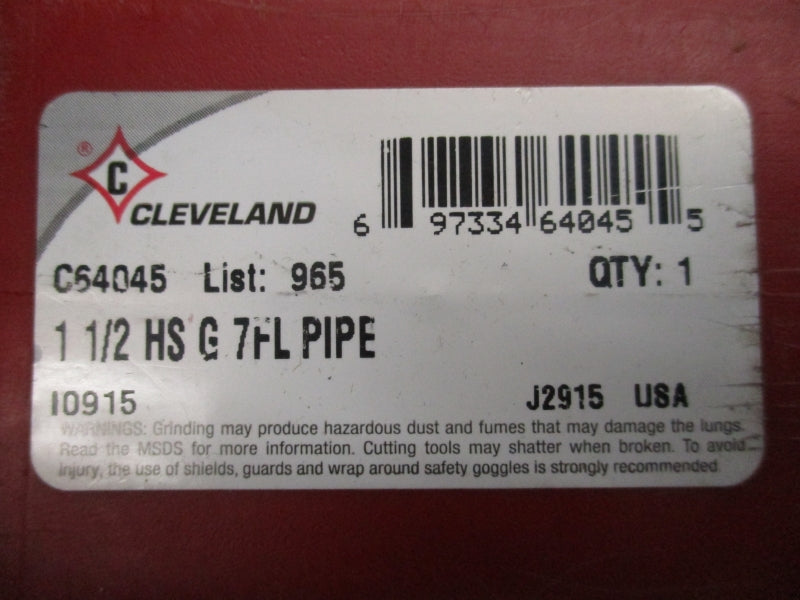 ® C CLEVELAND
6 97334 64045 5
C64045 List: 965 QTY: 1
1 1/2 HS G 7FL PIPE
I0915 J2915 USA
WARNINGS: Grinding may produce hazardous dust and fumes that may damage the lungs.
Read the MSDS for more information. Cutting tools may shatter when broken. To avoid
injury, the use of shields, guards and wrap around safety goggles is strongly recommended